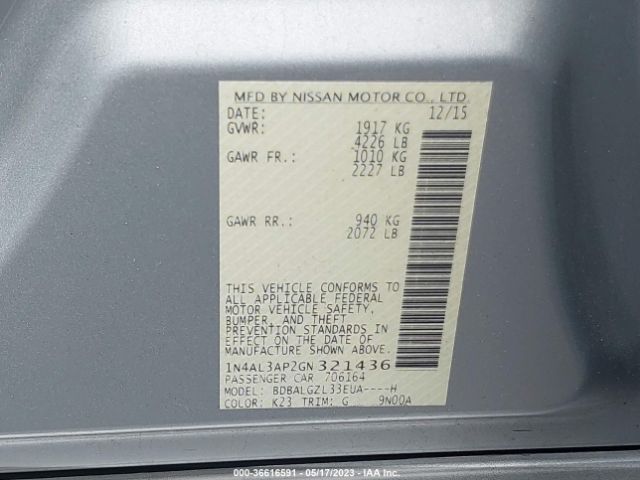 MFD BY NISSAN MOTOR CO., LTD.
DATE: 12/15
GVWR: 1917 KG
4226 LB
GAWR FR.: 1010 KG
2227 LB
GAWR RR.: 940 KG
2072 LB
THIS VEHICLE CONFORMS TO
ALL APPLICABLE FEDERAL
MOTOR VEHICLE SAFETY,
BUMPER, AND THEFT
PREVENTION STANDARDS IN
EFFECT ON THE DATE OF
MANUFACTURE SHOWN ABOVE.
1N4AL3AP2GN 321436
PASSENGER CAR 706164
MODEL: BDBALGZL33EUA----H
COLOR: K23 TRIM: G 9N00A
000-36616591 - 05/17/2023 - IAA Inc.